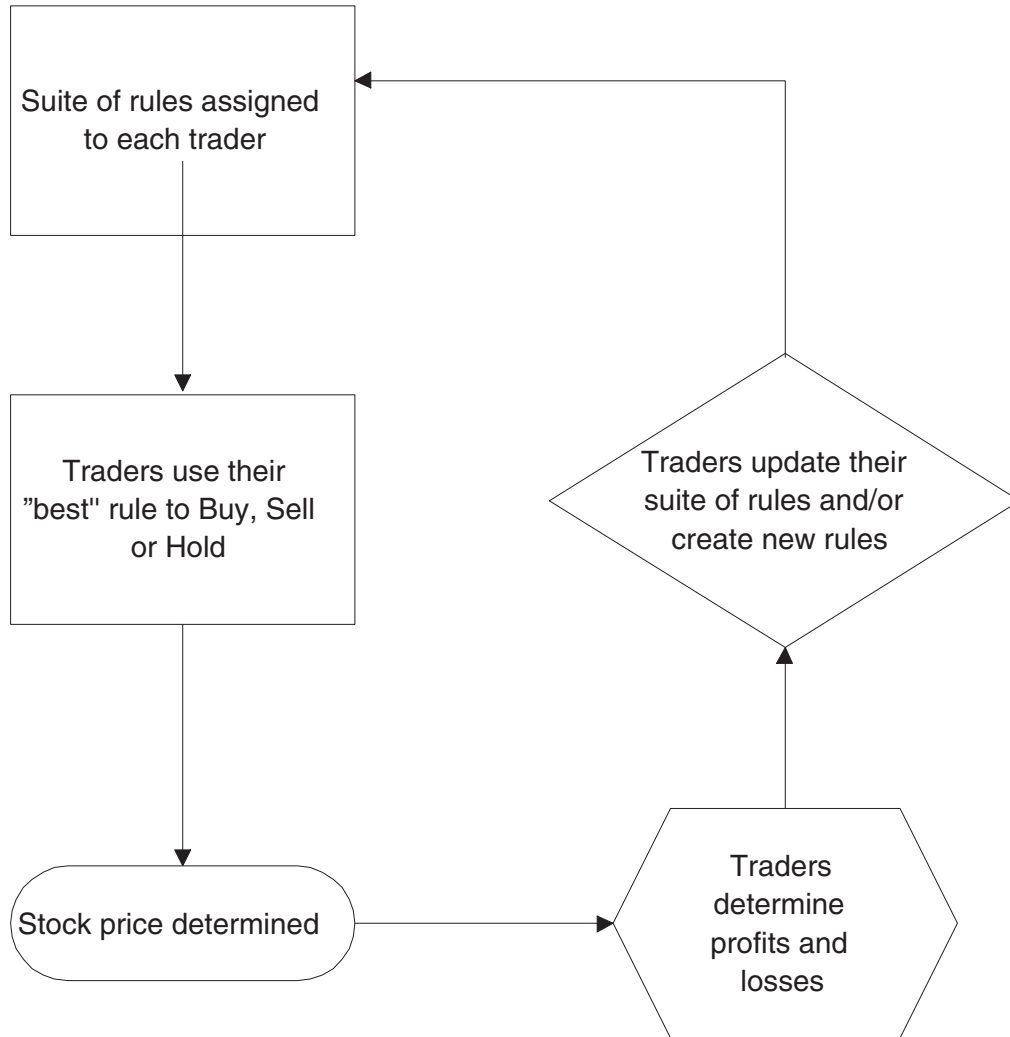 Suite of rules assigned
to each trader
Traders use their
”best" rule to Buy, Sell
or Hold
Stock price determined
Traders
determine
profits and
losses
Traders update their
suite of rules and/or
create new rules